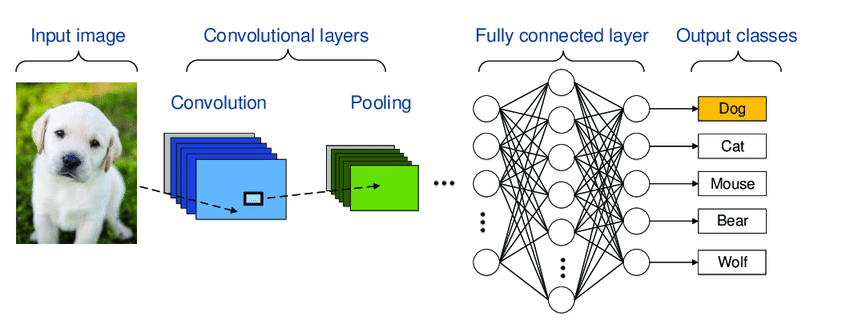 Input image
Convolutional layers
Fully connected layer
Output classes
Convolution
Pooling
Dog
Cat
Mouse
Bear
Wolf